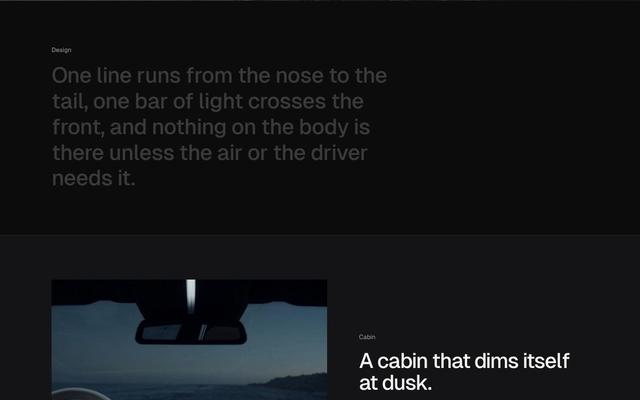 Design
One line runs from the nose to the
tail, one bar of light crosses the
front, and nothing on the body is
there unless the air or the driver
needs it.
Cabin
A cabin that dims itself
at dusk.